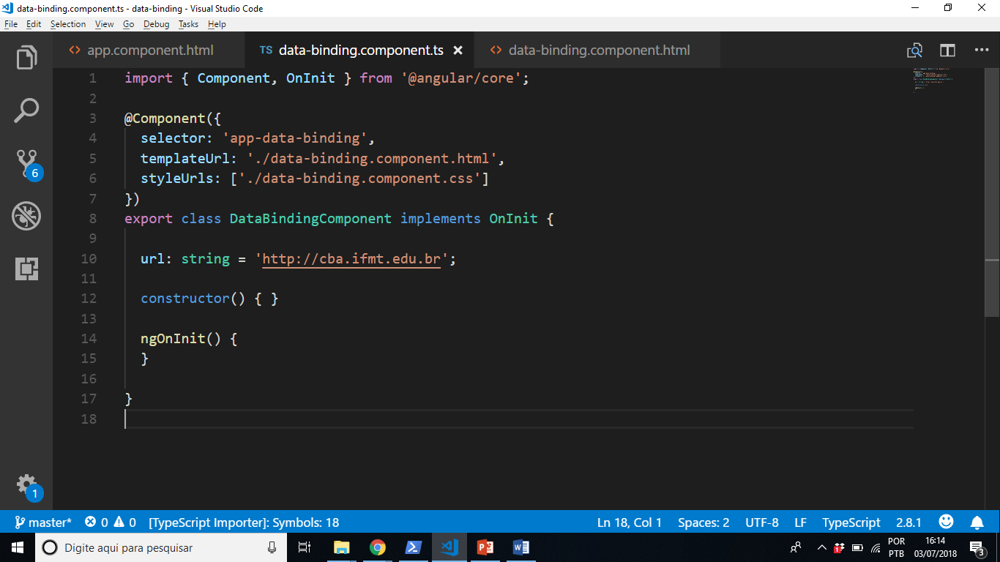 data-binding.component.ts - data-binding - Visual Studio Code
File Edit Selection View Go Debug Tasks Help
app.component.html TS data-binding.component.ts data-binding.component.html
1 import { Component, OnInit } from '@angular/core';
2
3 @Component({
4 selector: 'app-data-binding',
5 templateUrl: './data-binding.component.html',
6 styleUrls: ['./data-binding.component.css']
7 })
8 export class DataBindingComponent implements OnInit {
9
10 url: string = 'http://cba.ifmt.edu.br';
11
12 constructor() { }
13
14 ngOnInit() {
15 }
16
17 }
18
6
1
master* 0 0 [TypeScript Importer]: Symbols: 18 Ln 18, Col 1 Spaces: 2 UTF-8 LF TypeScript 2.8.1
Digite aqui para pesquisar POR 16:14
PTB 03/07/2018 3